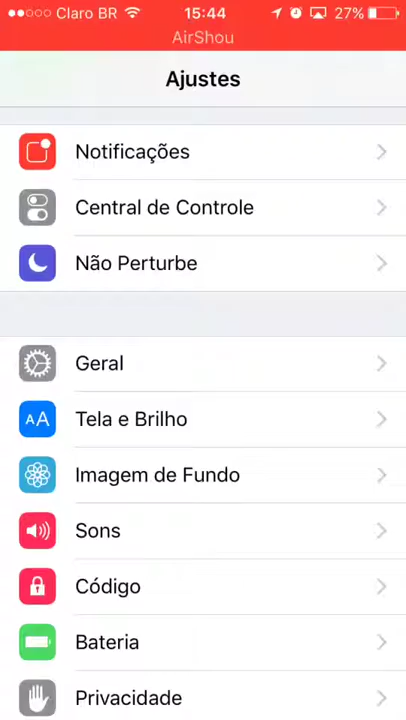 Claro BR 15:44 27%
AirShou
Ajustes
Notificações
Central de Controle
Não Perturbe
Geral
AA Tela e Brilho
Imagem de Fundo
Sons
Código
Bateria
Privacidade